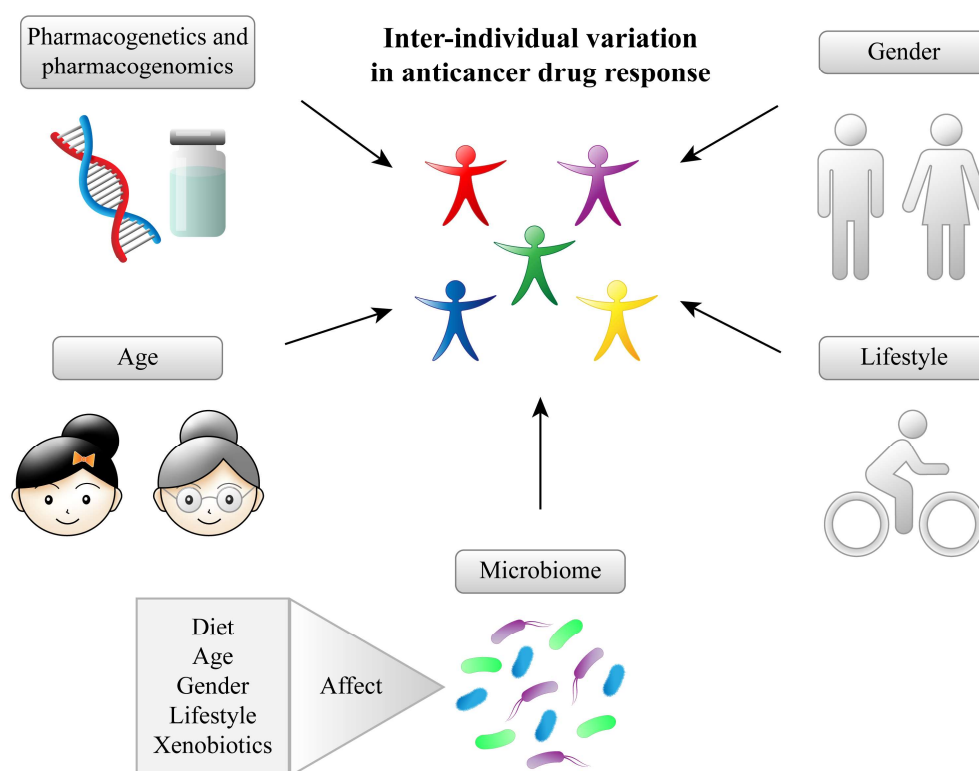 Pharmacogenetics and
pharmacogenomics
Inter-individual variation
in anticancer drug response
Gender
Age
Lifestyle
Microbiome
Diet
Age
Gender
Lifestyle
Xenobiotics
Affect